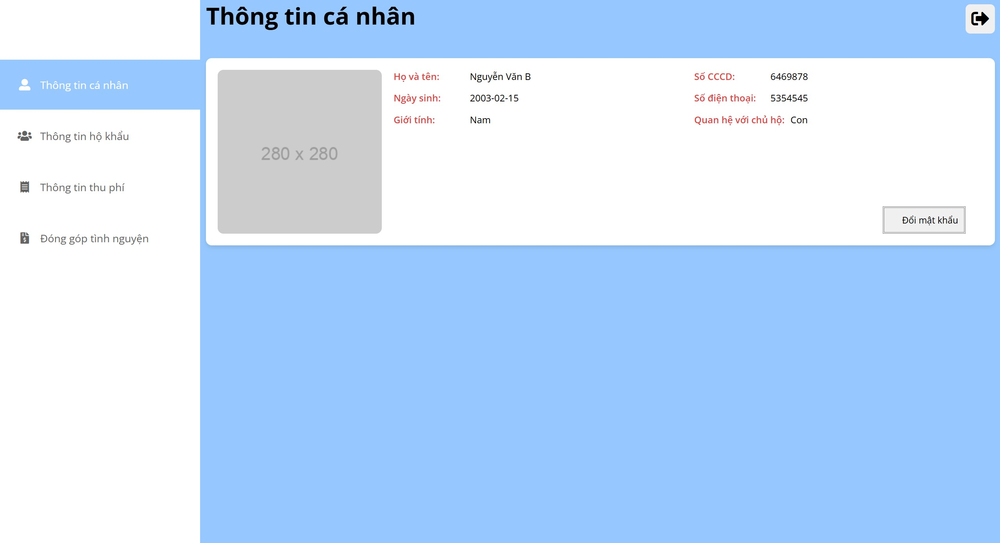 Thông tin cá nhân
Thông tin cá nhân
Thông tin hộ khẩu
Thông tin thu phí
Đóng góp tình nguyện
280 x 280
Họ và tên: Nguyễn Văn B
Ngày sinh: 2003-02-15
Giới tính: Nam
Số CCCD: 6469878
Số điện thoại: 5354545
Quan hệ với chủ hộ: Con
Đổi mật khẩu